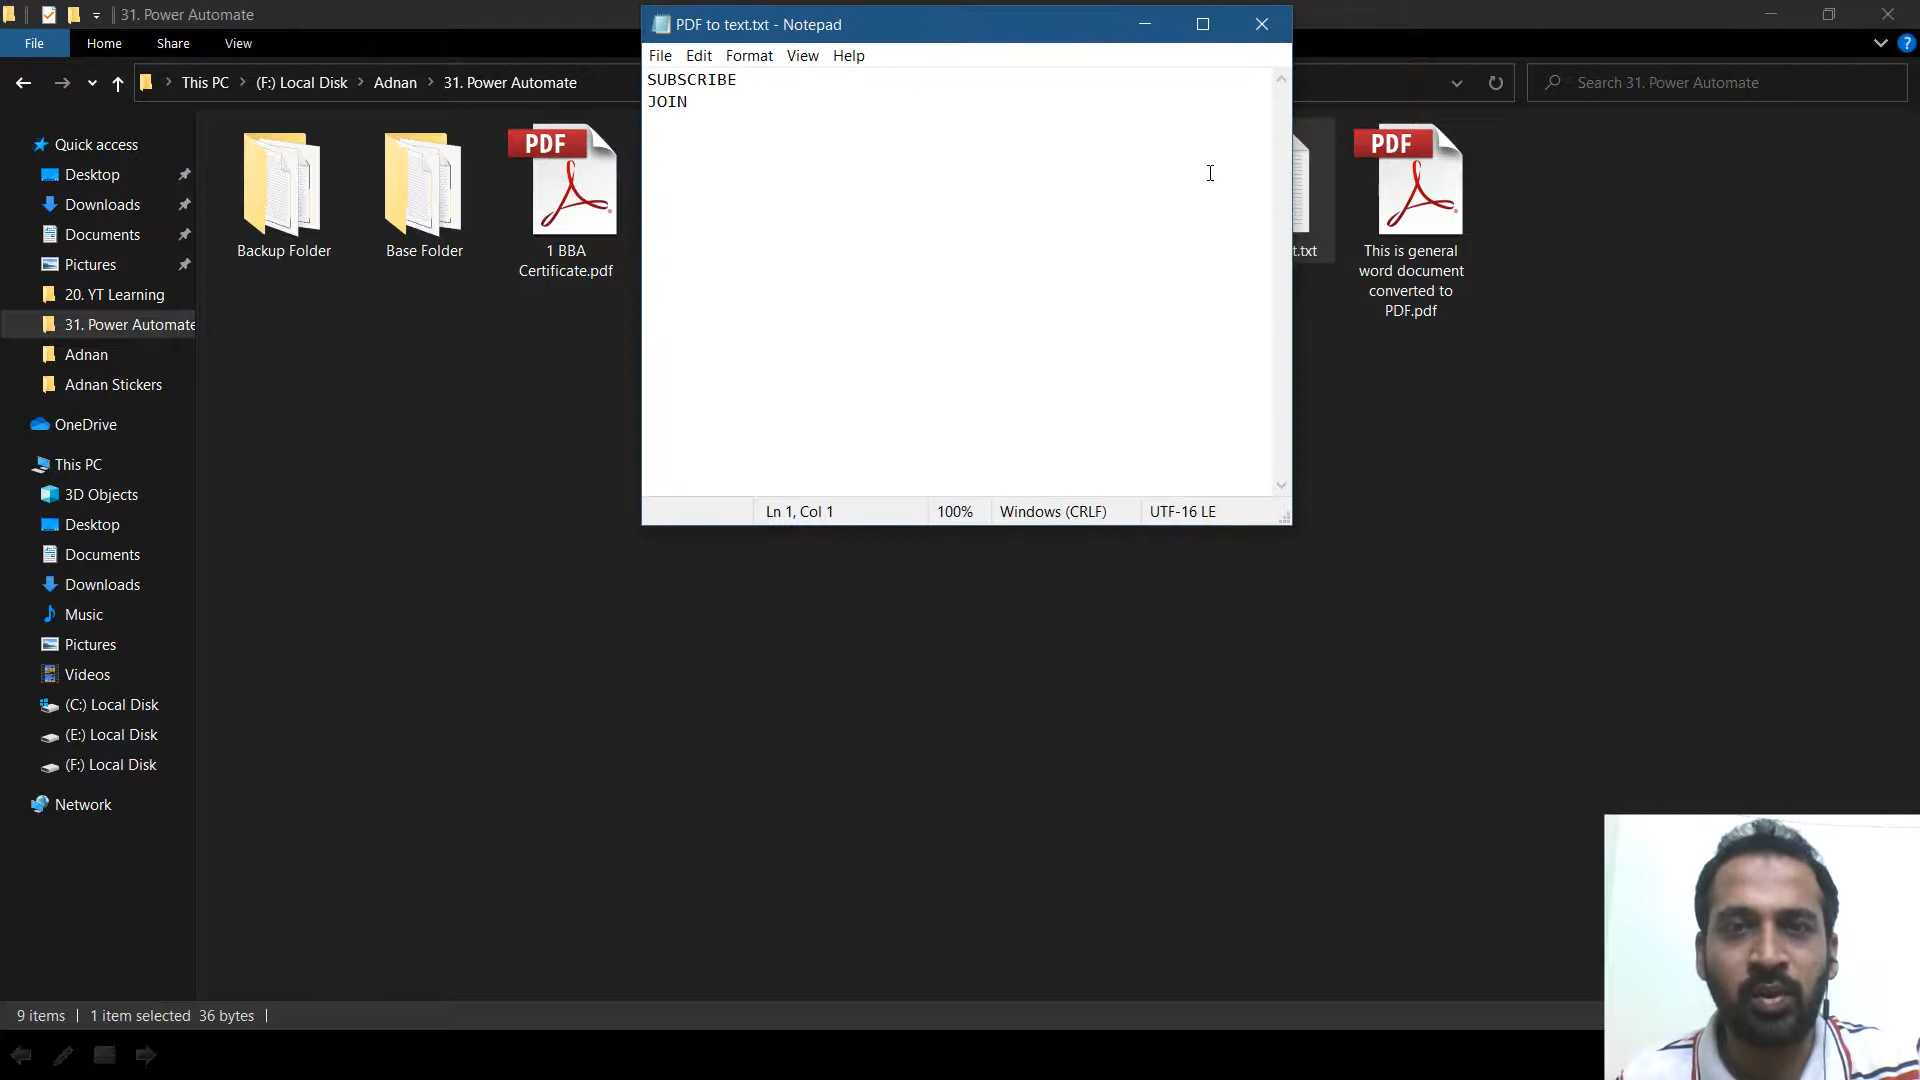 31. Power Automate
File
Home
Share
View
This PC
(F:) Local Disk
Adnan
31. Power Automate
Search 31. Power Automate
PDF to text.txt - Notepad
File
Edit
Format
View
Help
SUBSCRIBE
JOIN
Ln 1, Col 1
100%
Windows (CRLF)
UTF-16 LE
Quick access
Desktop
Downloads
Documents
Pictures
20. YT Learning
31. Power Automate
Adnan
Adnan Stickers
OneDrive
This PC
3D Objects
Desktop
Documents
Downloads
Music
Pictures
Videos
(C:) Local Disk
(E:) Local Disk
(F:) Local Disk
Network
Backup Folder
Base Folder
PDF
1 BBA
Certificate.pdf
t.txt
PDF
This is general
word document
converted to
PDF.pdf
9 items
1 item selected 36 bytes